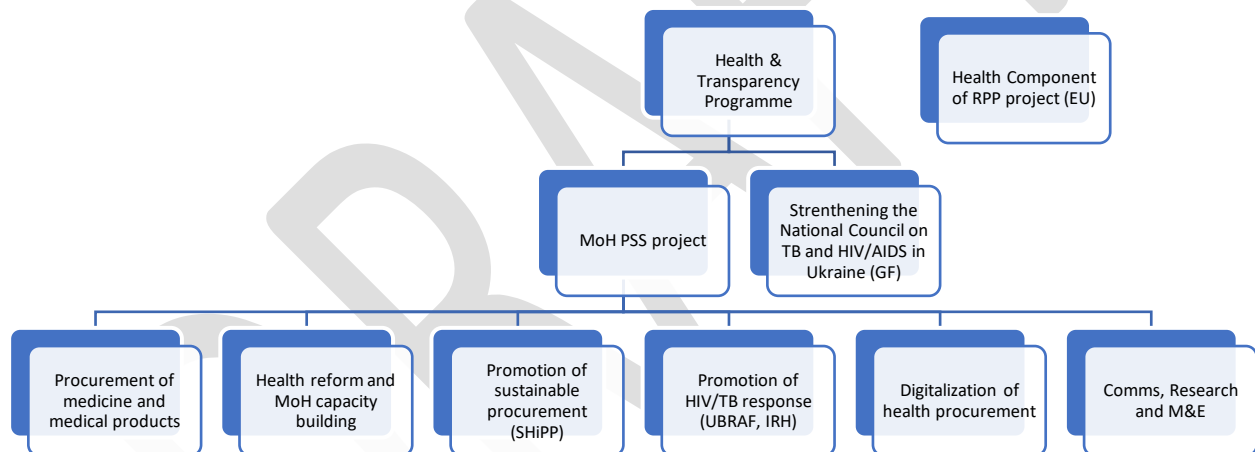 Health &
Transparency
Programme
Health Component
of RPP project (EU)
MoH PSS project
Strenthening the
National Council on
TB and HIV/AIDS in
Ukraine (GF)
Procurement of
medicine and
medical products
Health reform and
MoH capacity
building
Promotion of
sustainable
procurement
(SHiPP)
Promotion of
HIV/TB response
(UBRAF, IRH)
Digitalization of
health procurement
Comms, Research
and M&E